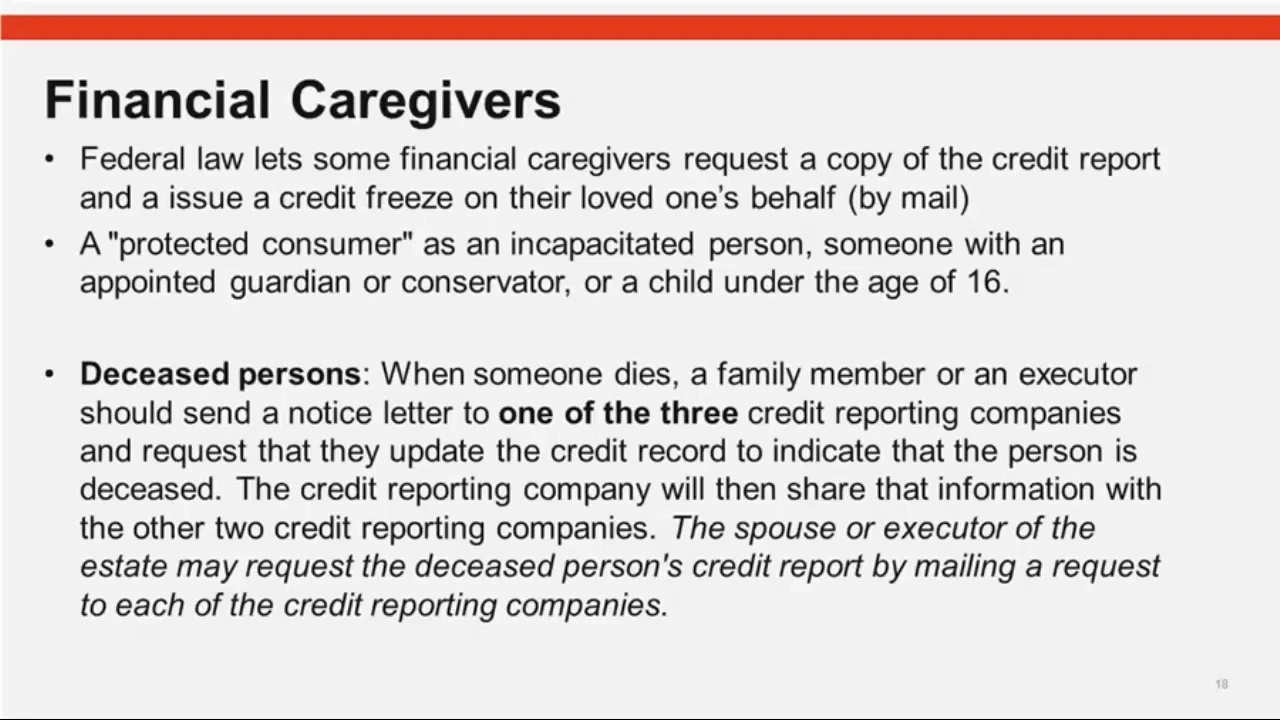 Financial Caregivers
• Federal law lets some financial caregivers request a copy of the credit report
and a issue a credit freeze on their loved one’s behalf (by mail)
• A "protected consumer" as an incapacitated person, someone with an
appointed guardian or conservator, or a child under the age of 16.
• Deceased persons: When someone dies, a family member or an executor
should send a notice letter to one of the three credit reporting companies
and request that they update the credit record to indicate that the person is
deceased. The credit reporting company will then share that information with
the other two credit reporting companies. The spouse or executor of the
estate may request the deceased person's credit report by mailing a request
to each of the credit reporting companies.
18